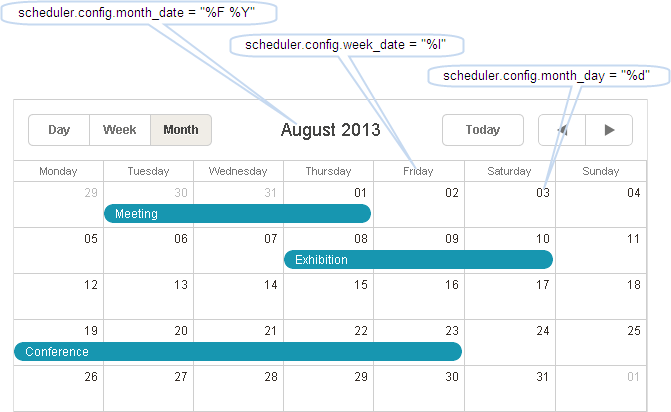 scheduler.config.month_date = "%F %Y"
scheduler.config.week_date = "%l"
scheduler.config.month_day = "%d"
Day Week Month August 2013 Today
Monday Tuesday Wednesday Thursday Friday Saturday Sunday
29 30 31 01 02 03 04
Meeting
05 06 07 08 09 10 11
Exhibition
12 13 14 15 16 17 18
19 20 21 22 23 24 25
Conference
26 27 28 29 30 31 01